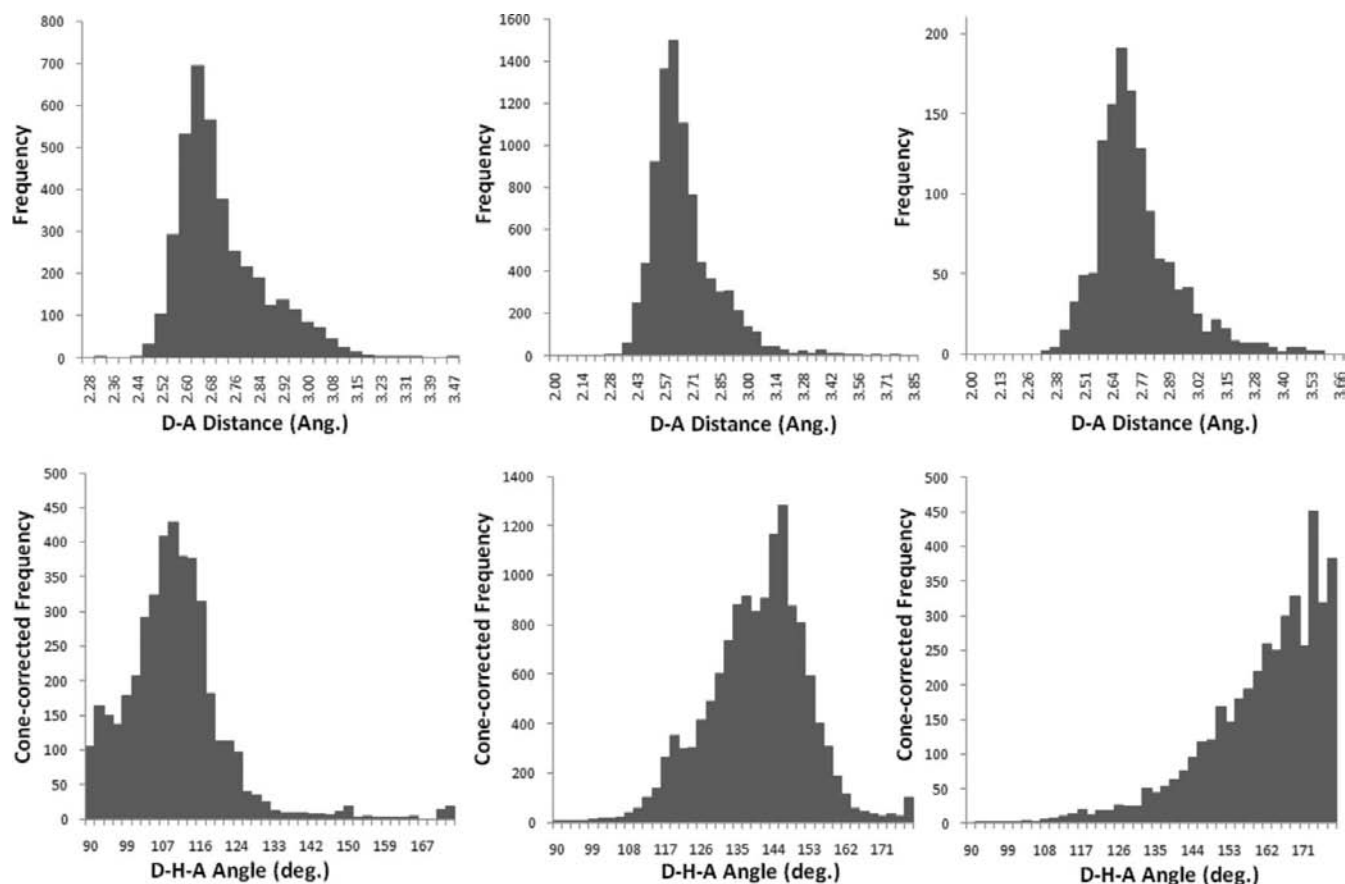 800
700
600
500
400
300
200
100
0
Frequency
2.28 2.36 2.44 2.52 2.60 2.68 2.76 2.84 2.92 3.00 3.08 3.15 3.23 3.31 3.39 3.47
D-A Distance (Ang.)
1600
1400
1200
1000
800
600
400
200
0
Frequency
2.00 2.14 2.28 2.43 2.57 2.71 2.85 3.00 3.14 3.28 3.42 3.56 3.71 3.85
D-A Distance (Ang.)
200
150
100
50
0
Frequency
2.00 2.13 2.26 2.38 2.51 2.64 2.77 2.89 3.02 3.15 3.28 3.40 3.53 3.66
D-A Distance (Ang.)
500
450
400
350
300
250
200
150
100
50
0
Cone-corrected Frequency
90 99 107 116 124 133 142 150 159 167
D-H-A Angle (deg.)
1400
1200
1000
800
600
400
200
0
Cone-corrected Frequency
90 99 108 117 126 135 144 153 162 171
D-H-A Angle (deg.)
500
450
400
350
300
250
200
150
100
50
0
Cone-corrected Frequency
90 99 108 117 126 135 144 153 162 171
D-H-A Angle (deg.)